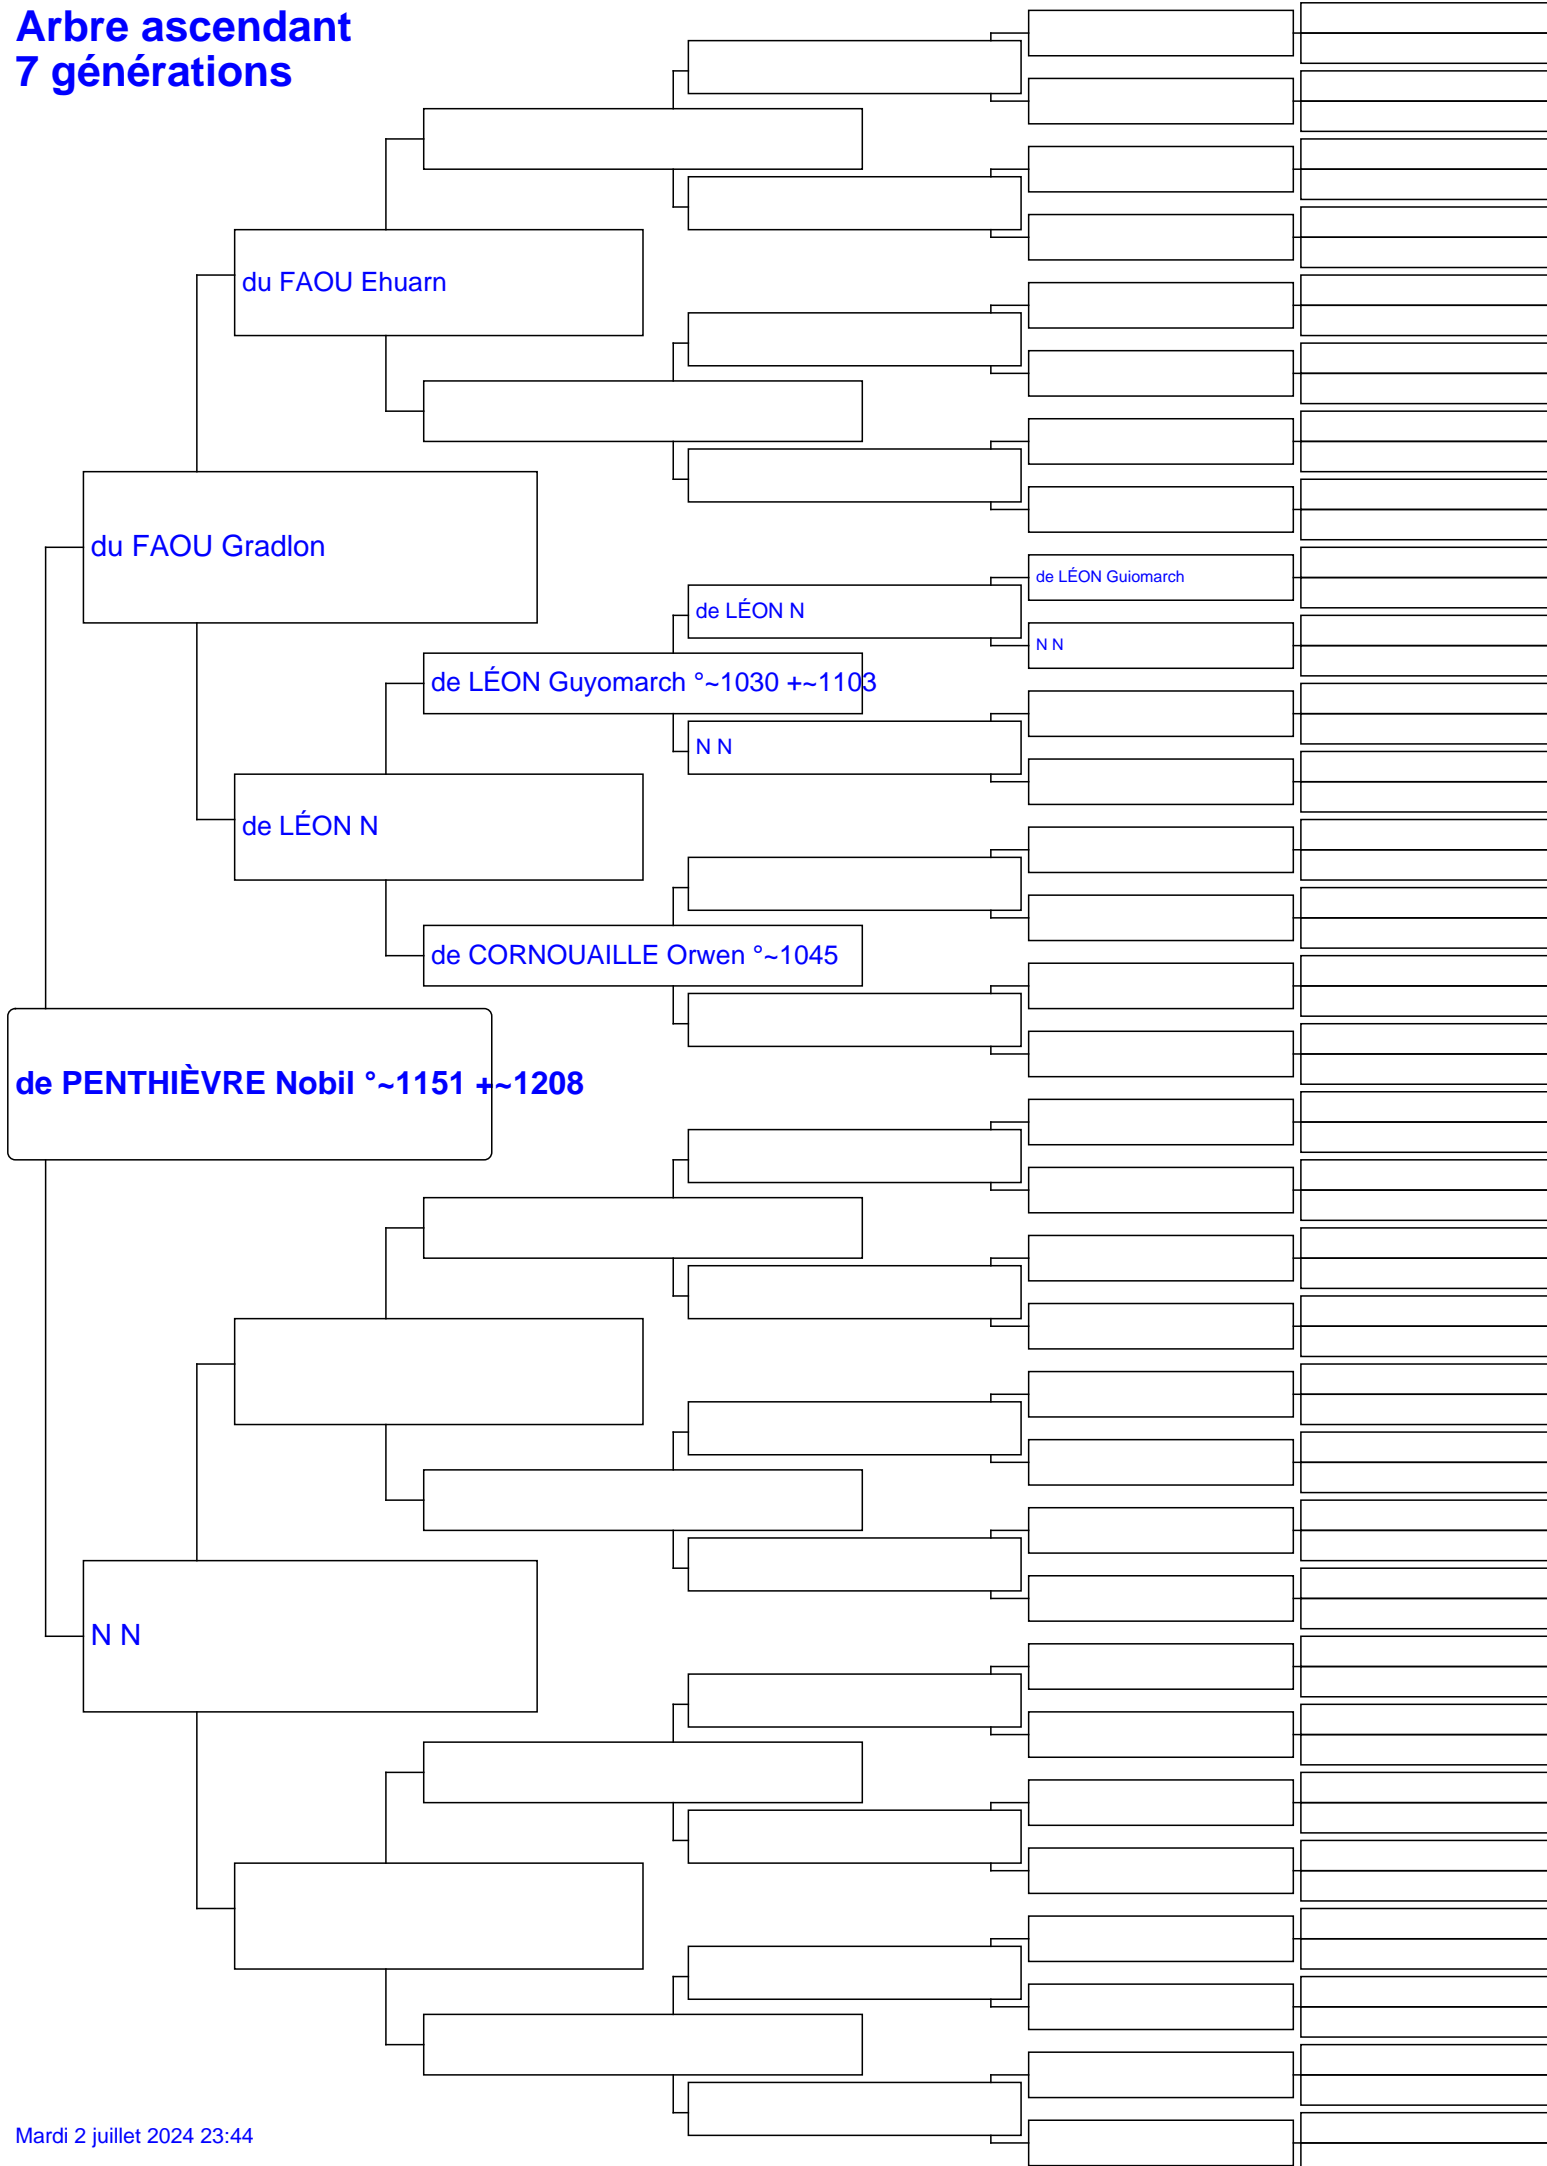 Arbre ascendant
7 générations
du FAOU Ehuarn
du FAOU Gradlon
de LÉON Guiomarch
de LÉON N
N N
de LÉON Guyomarch °~1030 +~1103
N N
de LÉON N
de CORNOUAILLE Orwen °~1045
de PENTHIÈVRE Nobil °~1151 +~1208
N N
Mardi 2 juillet 2024 23:44